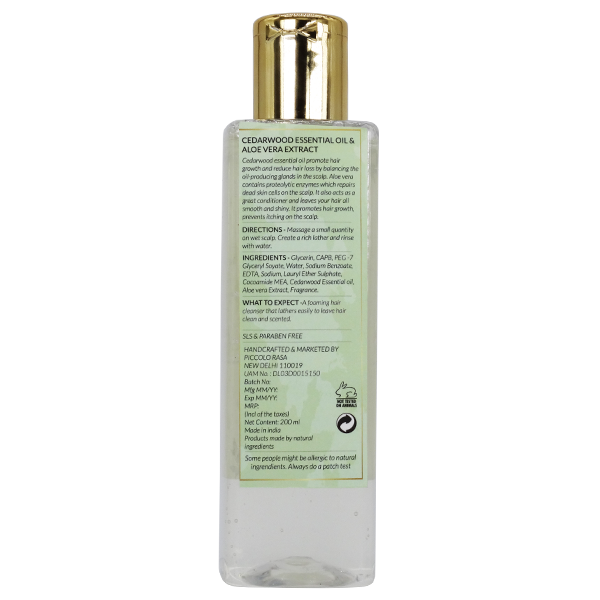 CEDARWOOD ESSENTIAL OIL &
ALOE VERA EXTRACT
Cedarwood essential oil promote hair
growth and reduce hair loss by balancing the
oil-producing glands in the scalp. Aloe vera
contains proteolytic enzymes which repairs
dead skin cells on the scalp. It also acts as a
great conditioner and leaves your hair all
smooth and shiny. It promotes hair growth,
prevents itching on the scalp.
DIRECTIONS - Massage a small quantity
on wet scalp. Create a rich lather and rinse
with water.
INGREDIENTS - Glycerin, CAPB, PEG -7
Glyceryl Soyate, Water, Sodium Benzoate,
EDTA, Sodium, Lauryl Ether Sulphate,
Cocoamide MEA, Cedarwood Essential oil,
Aloe vera Extract, Fragrance.
WHAT TO EXPECT -A foaming hair
cleanser that lathers easily to leave hair
clean and scented.
SLS & PARABEN FREE
HANDCRAFTED & MARKETED BY
PICCOLO RASA
NEW DELHI 110019
UAM No.: DL03D0015150
Batch No:
Mfg MM/YY:
Exp MM/YY:
MRP:
(Incl of the taxes)
Net Content: 200 ml
Made in india
Products made by natural
ingredients
NOT TESTED
ON ANIMALS
Some people might be allergic to natural
ingrendients. Always do a patch test